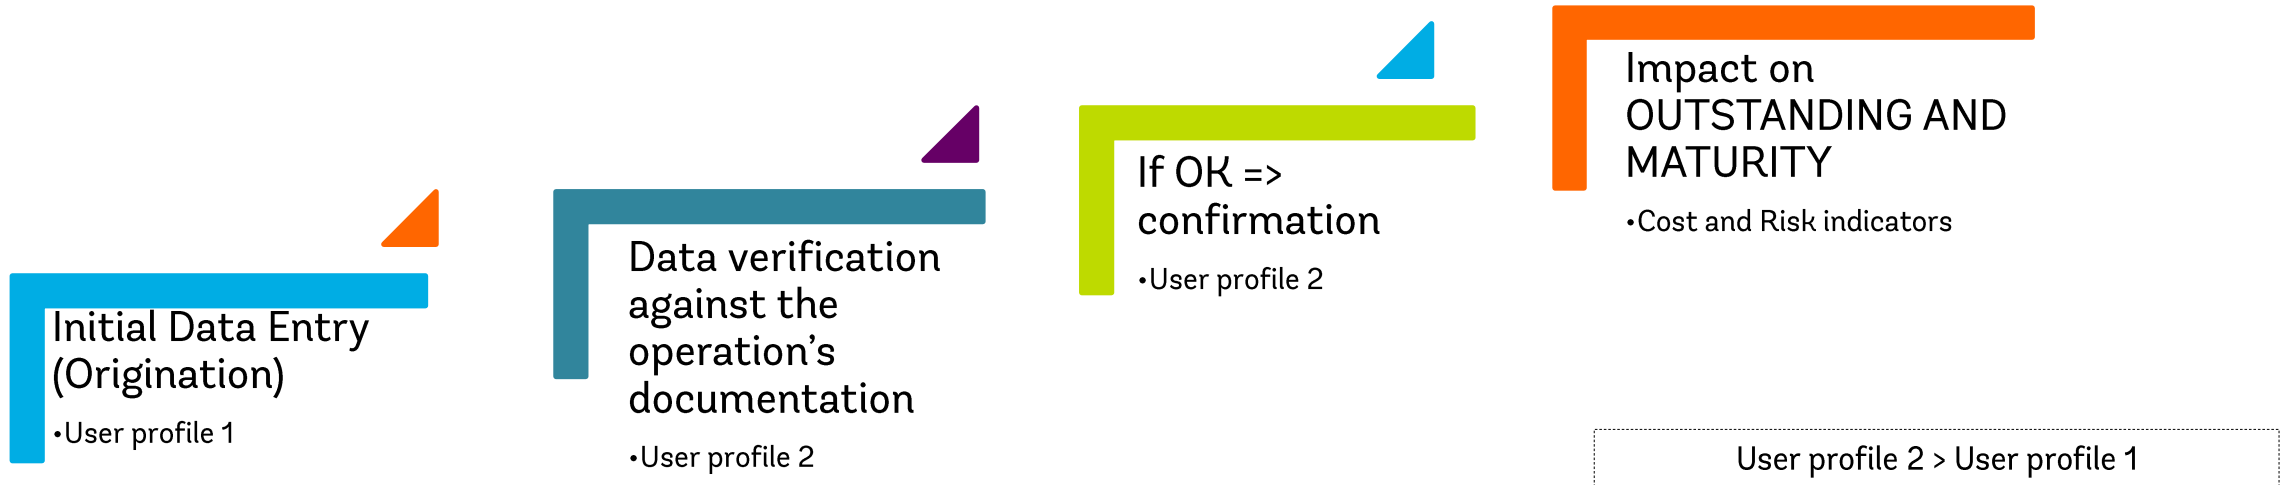 Initial Data Entry
(Origination)
•User profile 1
Data verification
against the
operation’s
documentation
•User profile 2
If OK =>
confirmation
•User profile 2
Impact on
OUTSTANDING AND
MATURITY
•Cost and Risk indicators
User profile 2 > User profile 1